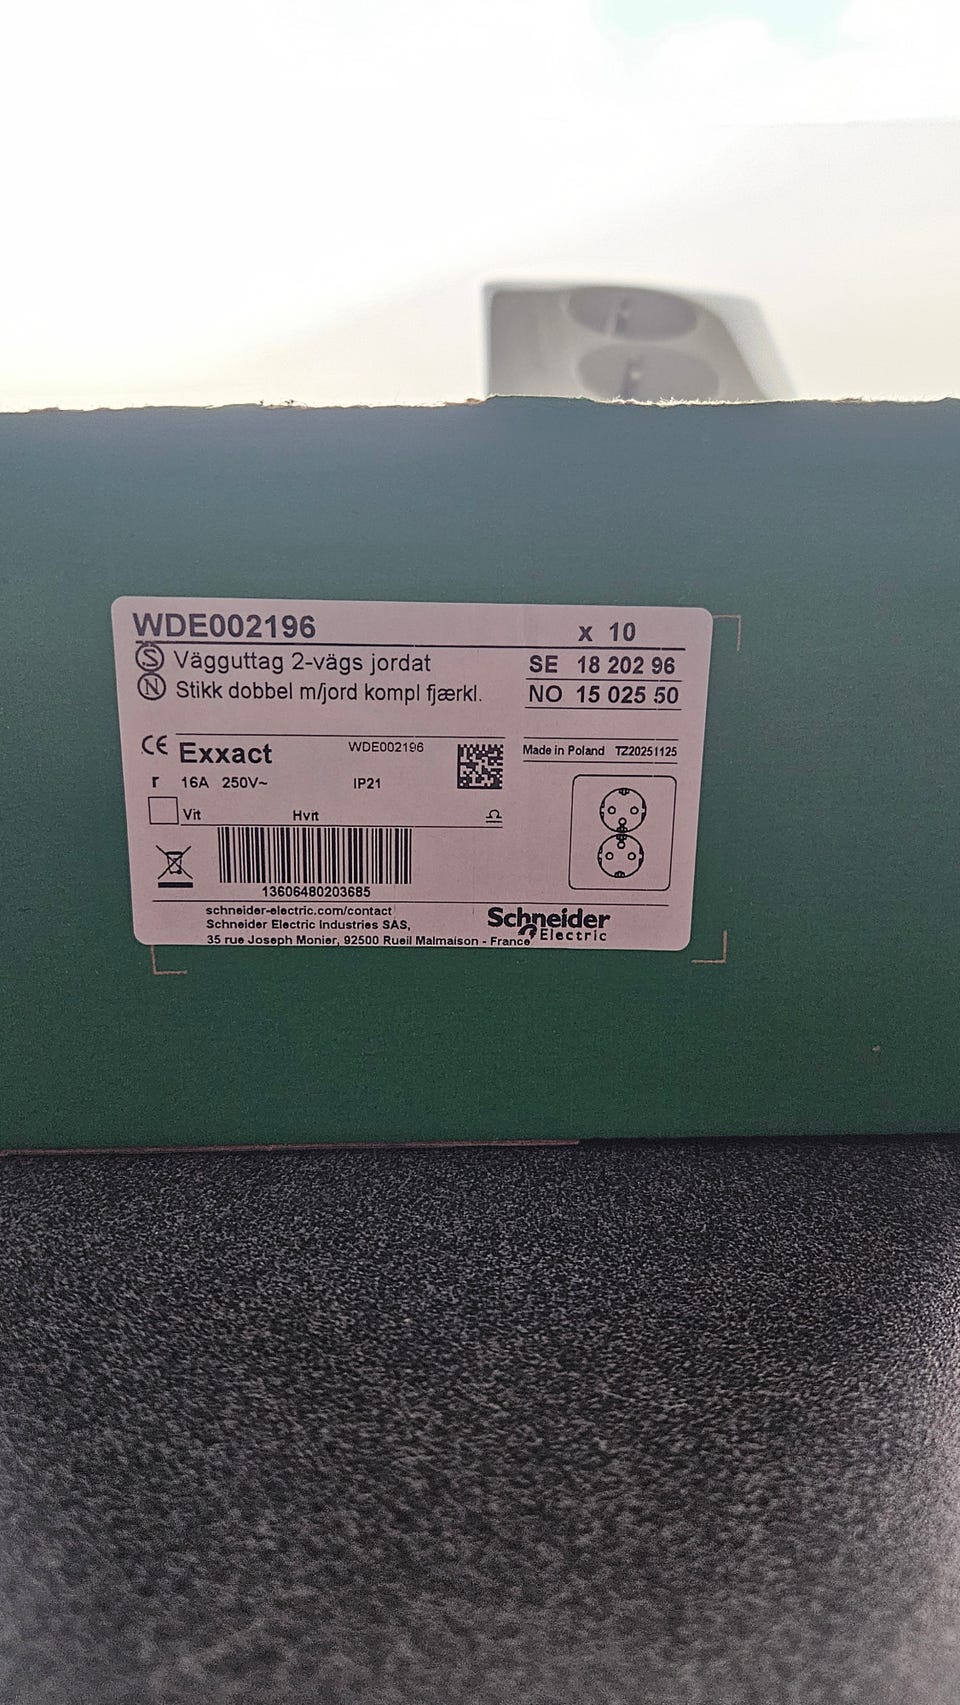 WDE002196 x 10
S Vägguttag 2-vägs jordat SE 18 202 96
N Stikk dobbel m/jord kompl fjærkl. NO 15 025 50
CE Exxact WDE002196 Made in Poland TZ20251125
r 16A 250V~ IP21
Vit Hvit
13606480203685
schneider-electric.com/contact
Schneider Electric Industries SAS,
35 rue Joseph Monier, 92500 Rueil Malmaison - France
Schneider
Electric